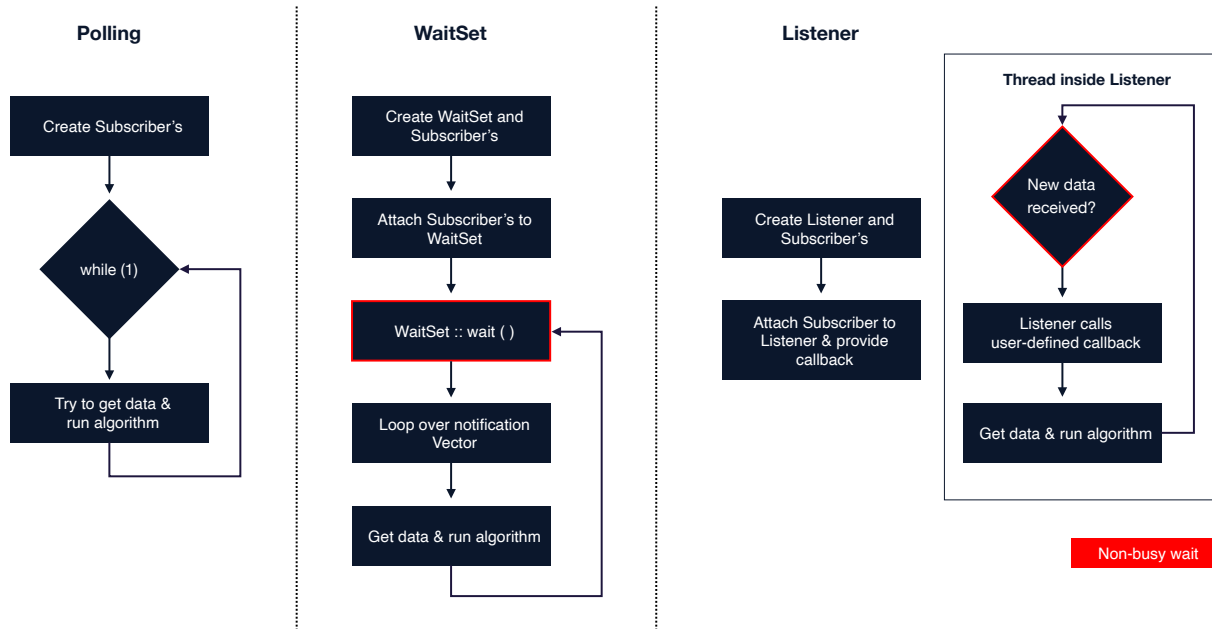 Polling
Create Subscriber’s
while (1)
Try to get data &
run algorithm
WaitSet
Create WaitSet and
Subscriber’s
Attach Subscriber’s to
WaitSet
WaitSet :: wait ( )
Loop over notification
Vector
Get data & run algorithm
Listener
Create Listener and
Subscriber’s
Attach Subscriber to
Listener & provide
callback
Thread inside Listener
New data
received?
Listener calls
user-defined callback
Get data & run algorithm
Non-busy wait